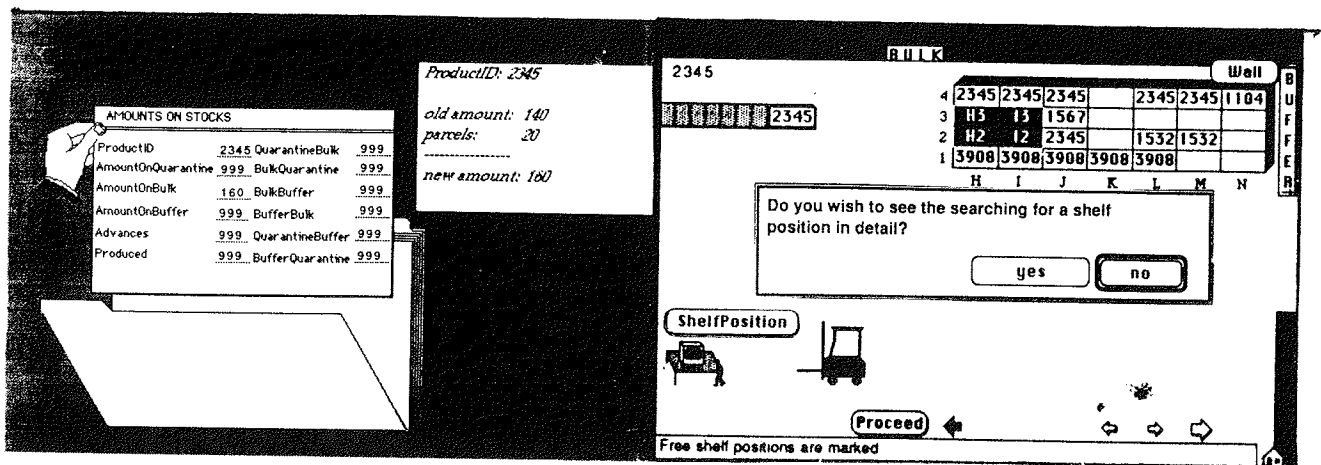 AMOUNTS ON STOCKS
ProductID 2345 QuarantineBulk 999
AmountOnQuarantine 999 BulkQuarantine 999
AmountOnBulk 160 BulkBuffer 999
AmountOnBuffer 999 BufferBulk 999
Advances 999 QuarantineBuffer 999
Produced 999 BufferQuarantine 999
ProductID: 2345
old amount: 140
parcels: 20
--------------
new amount: 160
BULK
2345
Wall
2345
BUFFER
4 2345 2345 2345 2345 2345 1104
3 H3 I3 1567
2 H2 I2 2345 1532 1532
1 3908 3908 3908 3908 3908
H I J K L M N
Do you wish to see the searching for a shelf
position in detail?
yes no
ShelfPosition
Proceed
Free shelf positions are marked